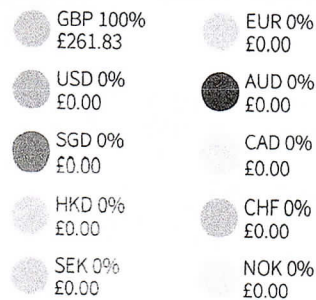 GBP 100%
£261.83
EUR 0%
£0.00
USD 0%
£0.00
AUD 0%
£0.00
SGD 0%
£0.00
CAD 0%
£0.00
HKD 0%
£0.00
CHF 0%
£0.00
SEK 0%
£0.00
NOK 0%
£0.00